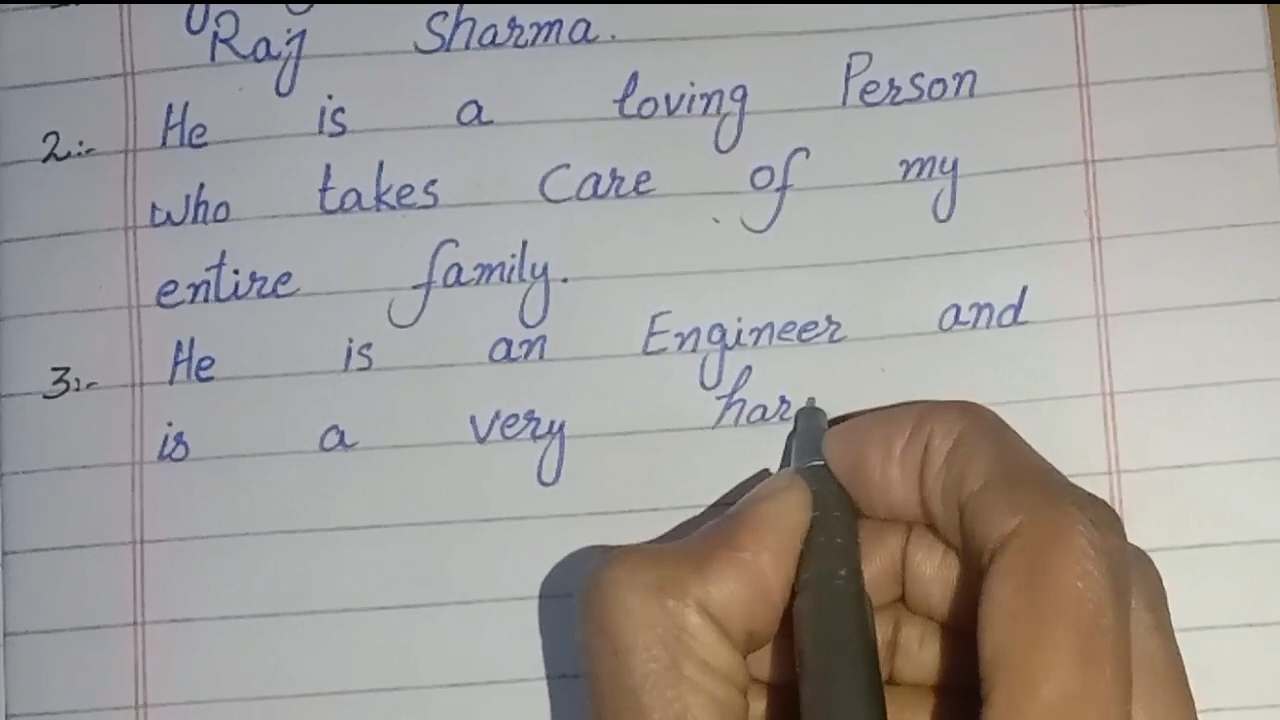 Raj Sharma.
2:- He is a loving Person
who takes Care of my
entire family.
3:- He is an Engineer and
is a very har